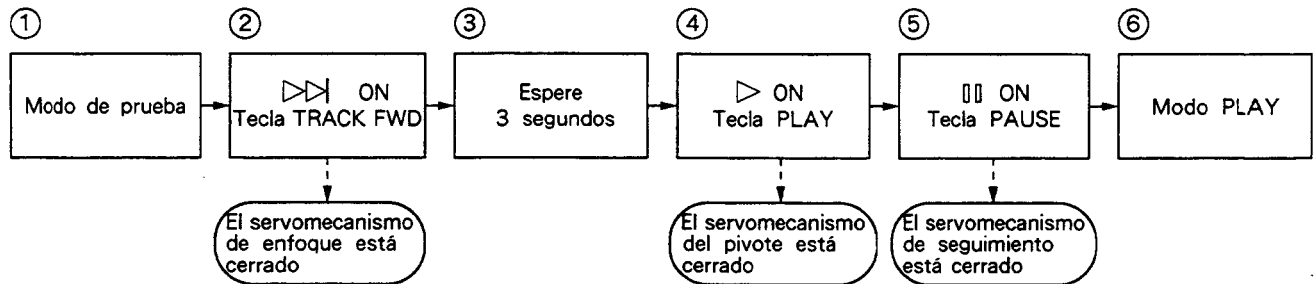 ①
Modo de prueba
②
▷▷| ON
Tecla TRACK FWD
El servomecanismo
de enfoque está
cerrado
③
Espere
3 segundos
④
▷ ON
Tecla PLAY
El servomecanismo
del pivote está
cerrado
⑤
▯▯ ON
Tecla PAUSE
El servomecanismo
de seguimiento
está cerrado
⑥
Modo PLAY